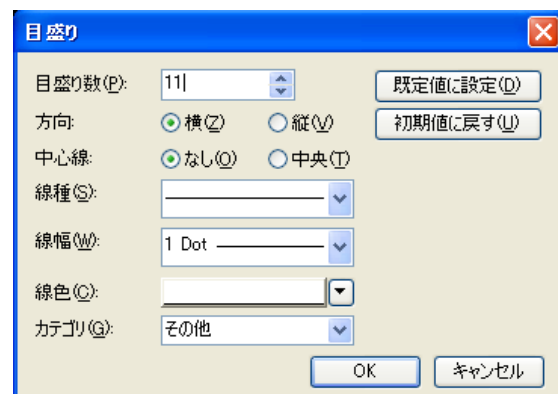 目盛り
目盛り数(P): 11 既定値に設定(D)
方向: 横(Z) 縦(V) 初期値に戻す(U)
中心線: なし(O) 中央(T)
線種(S):
線幅(W): 1 Dot
線色(C):
カテゴリ(G): その他
OK キャンセル